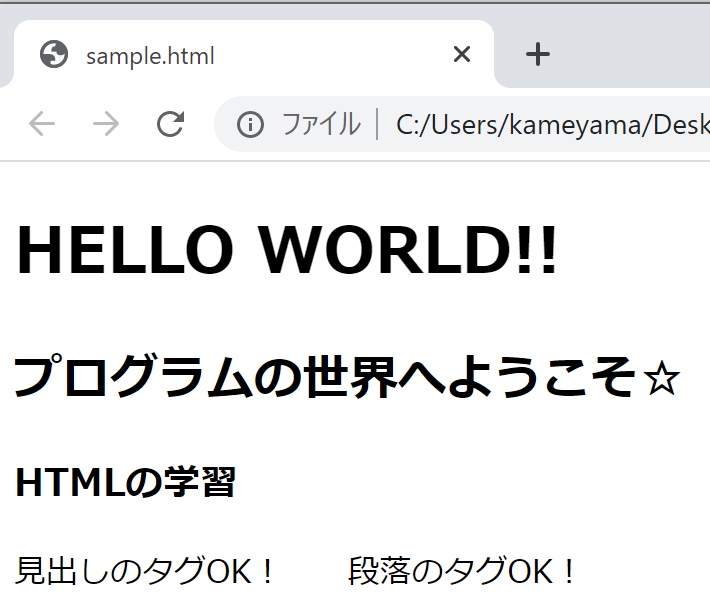 sample.html
ファイル C:/Users/kameyama/Desk
HELLO WORLD!!
プログラムの世界へようこそ☆
HTMLの学習
見出しのタグOK！　　段落のタグOK！